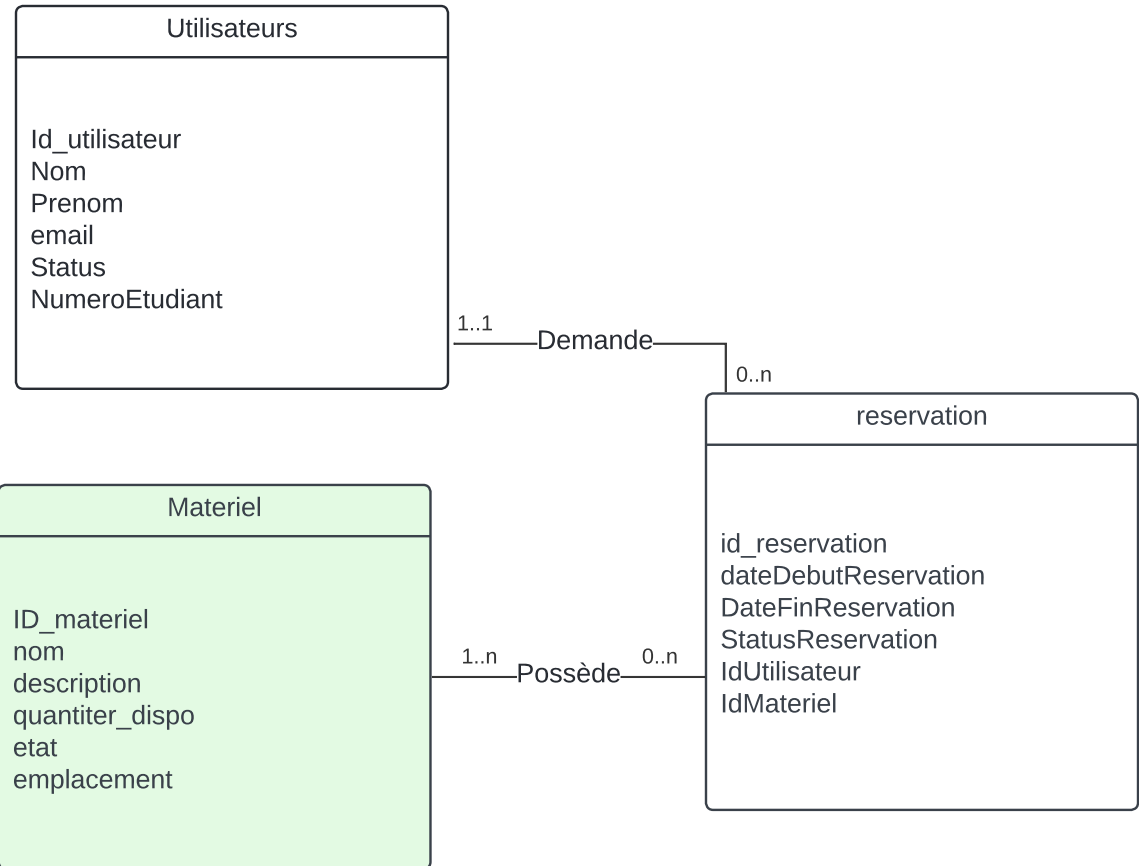 Utilisateurs
Id_utilisateur
Nom
Prenom
email
Status
NumeroEtudiant
1..1
Demande
0..n
reservation
id_reservation
dateDebutReservation
DateFinReservation
StatusReservation
IdUtilisateur
IdMateriel
Materiel
ID_materiel
nom
description
quantiter_dispo
etat
emplacement
1..n
Possède
0..n